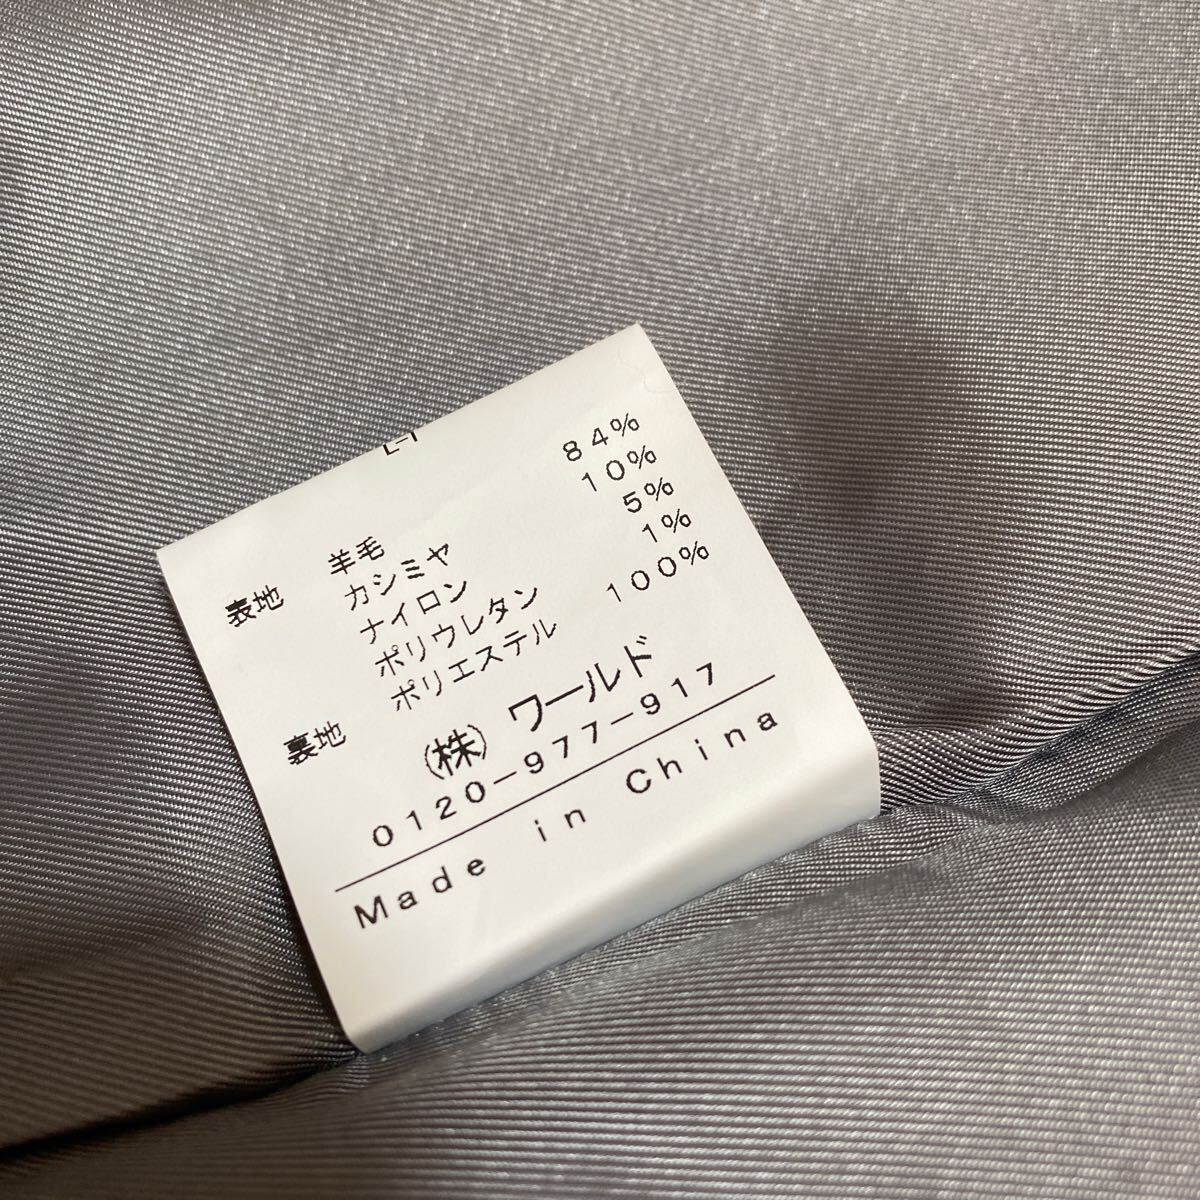 表地 羊毛 84%
カシミヤ 10%
ナイロン 5%
ポリウレタン 1%
裏地 ポリエステル 100%
(株) ワールド
0120-977-917
Made in China